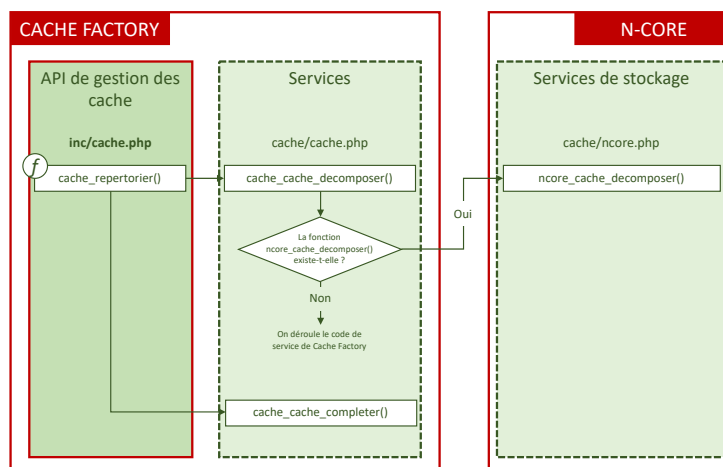 CACHE FACTORY
N-CORE
API de gestion des
cache
Services
Services de stockage
inc/cache.php
cache/cache.php
cache/ncore.php
f
cache_repertorier()
cache_cache_decomposer()
ncore_cache_decomposer()
Oui
La fonction
ncore_cache_decomposer()
existe-t-elle ?
Non
On déroule le code de
service de Cache Factory
cache_cache_completer()